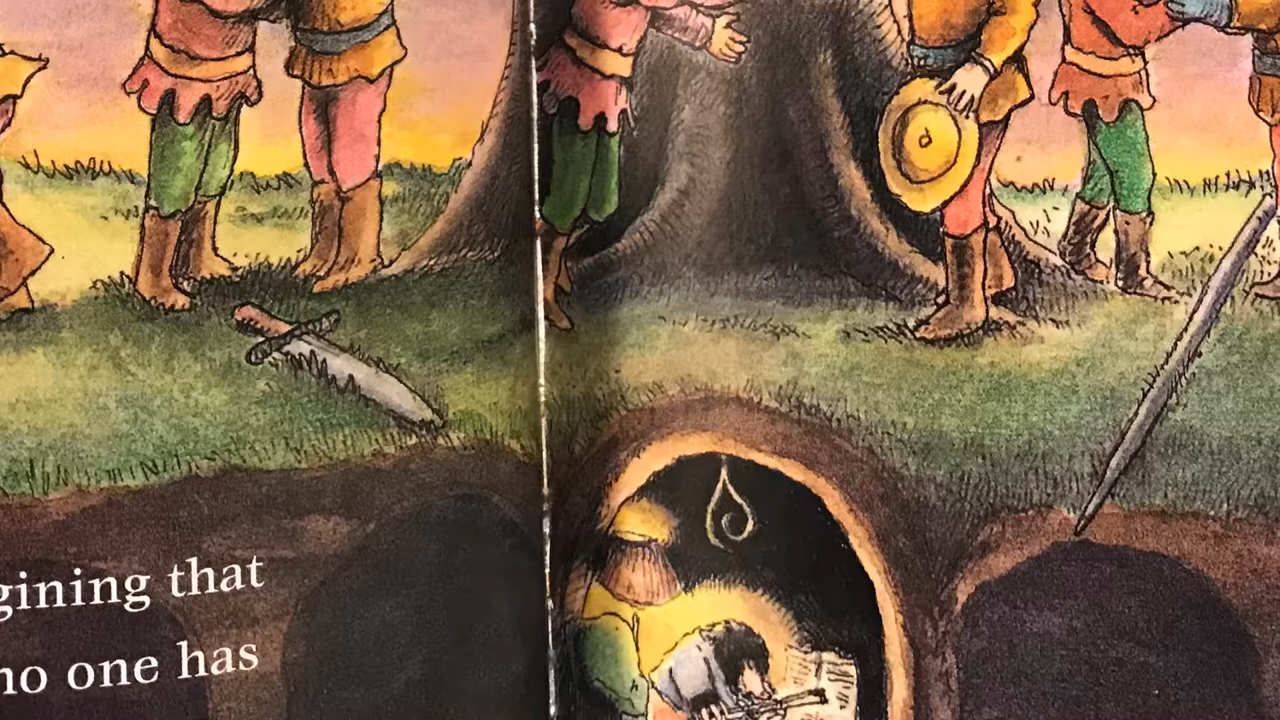 gining that
no one has